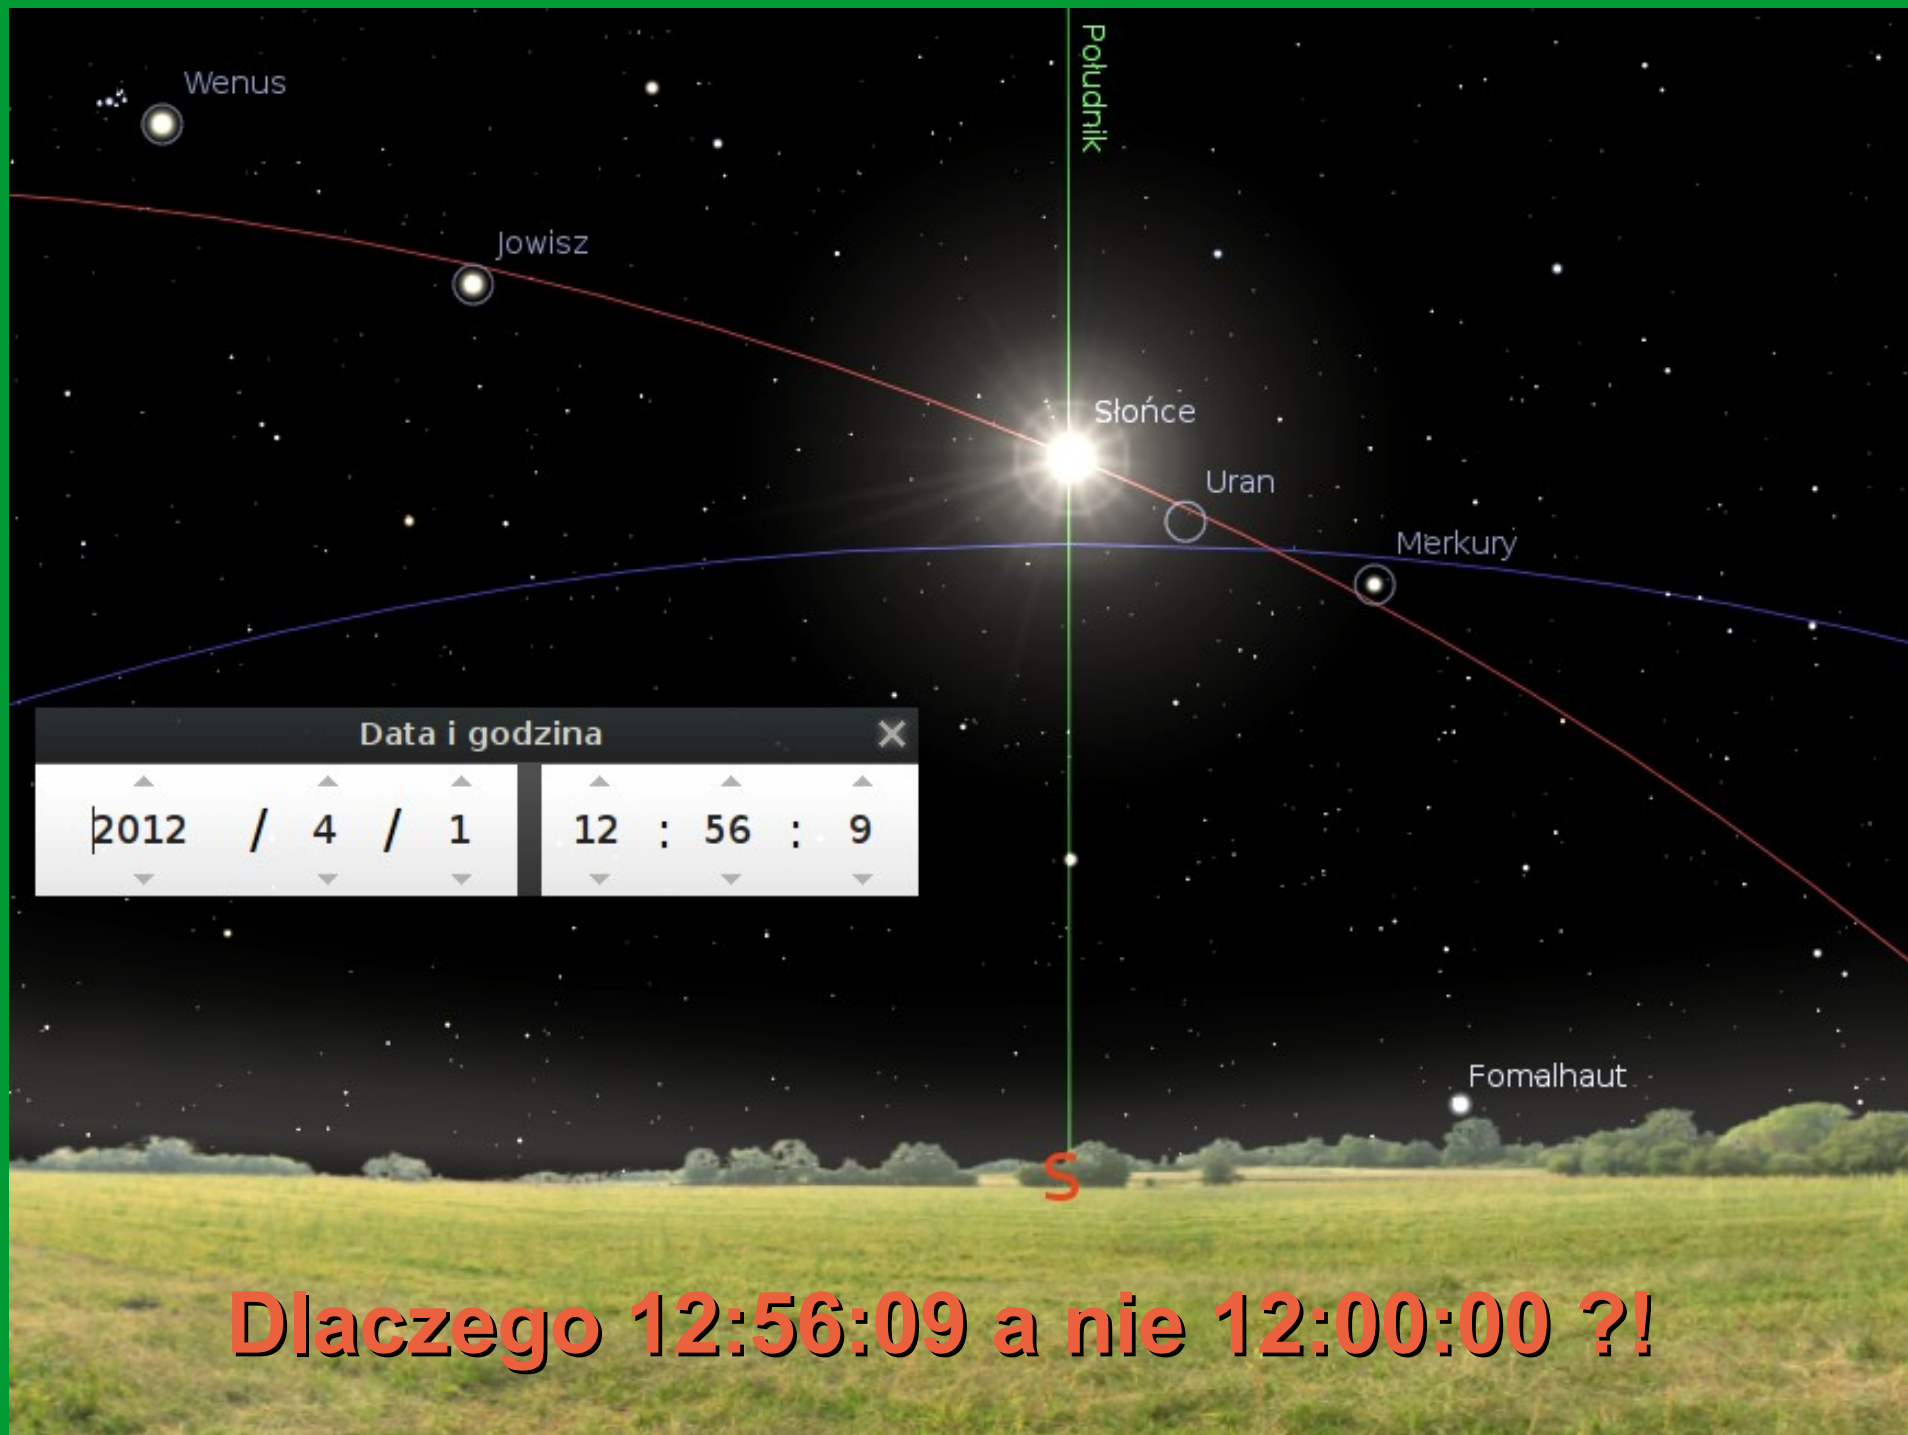 Wenus
Południk
Jowisz
Słońce
Uran
Merkury
Data i godzina
2012 / 4 / 1 12 : 56 : 9
Fomalhaut
S
Dlaczego 12:56:09 a nie 12:00:00 ?!